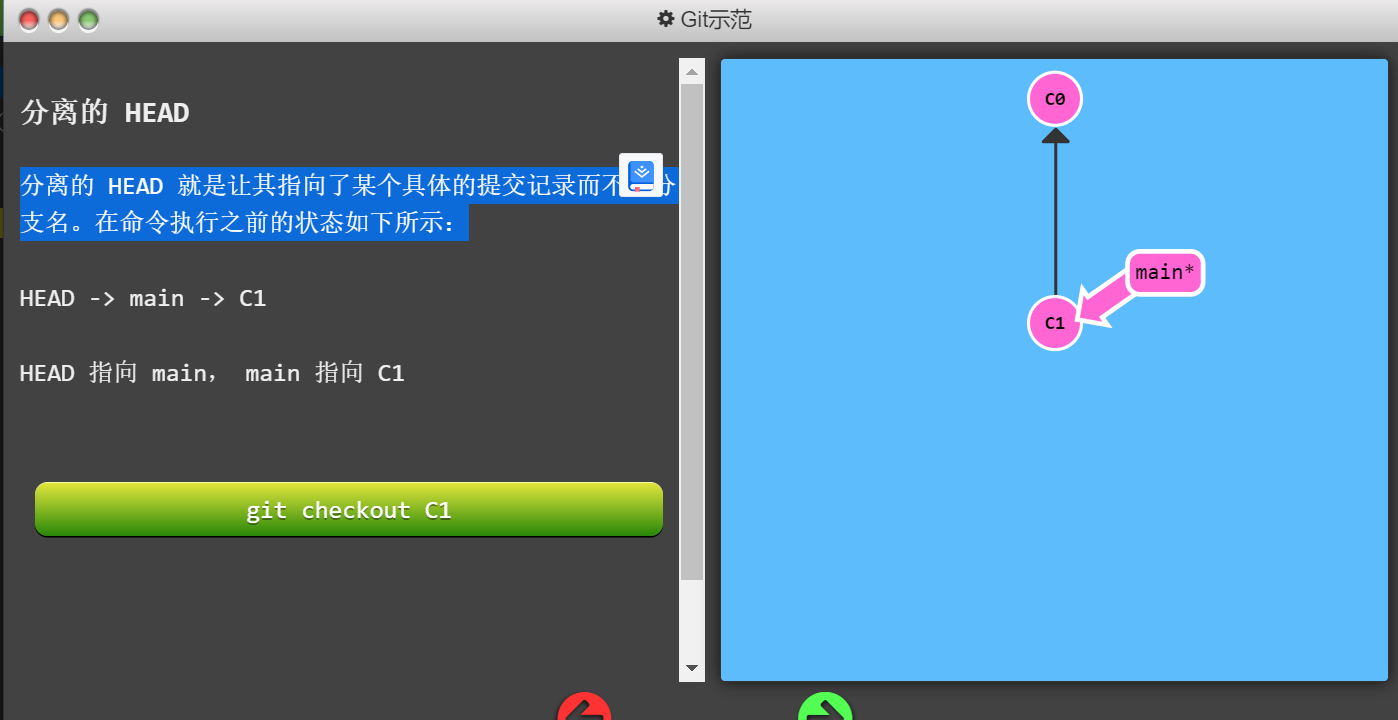 Git示范
分离的 HEAD
分离的 HEAD 就是让其指向了某个具体的提交记录而不
支名。在命令执行之前的状态如下所示：
HEAD -> main -> C1
HEAD 指向 main， main 指向 C1
git checkout C1
C0
main*
C1